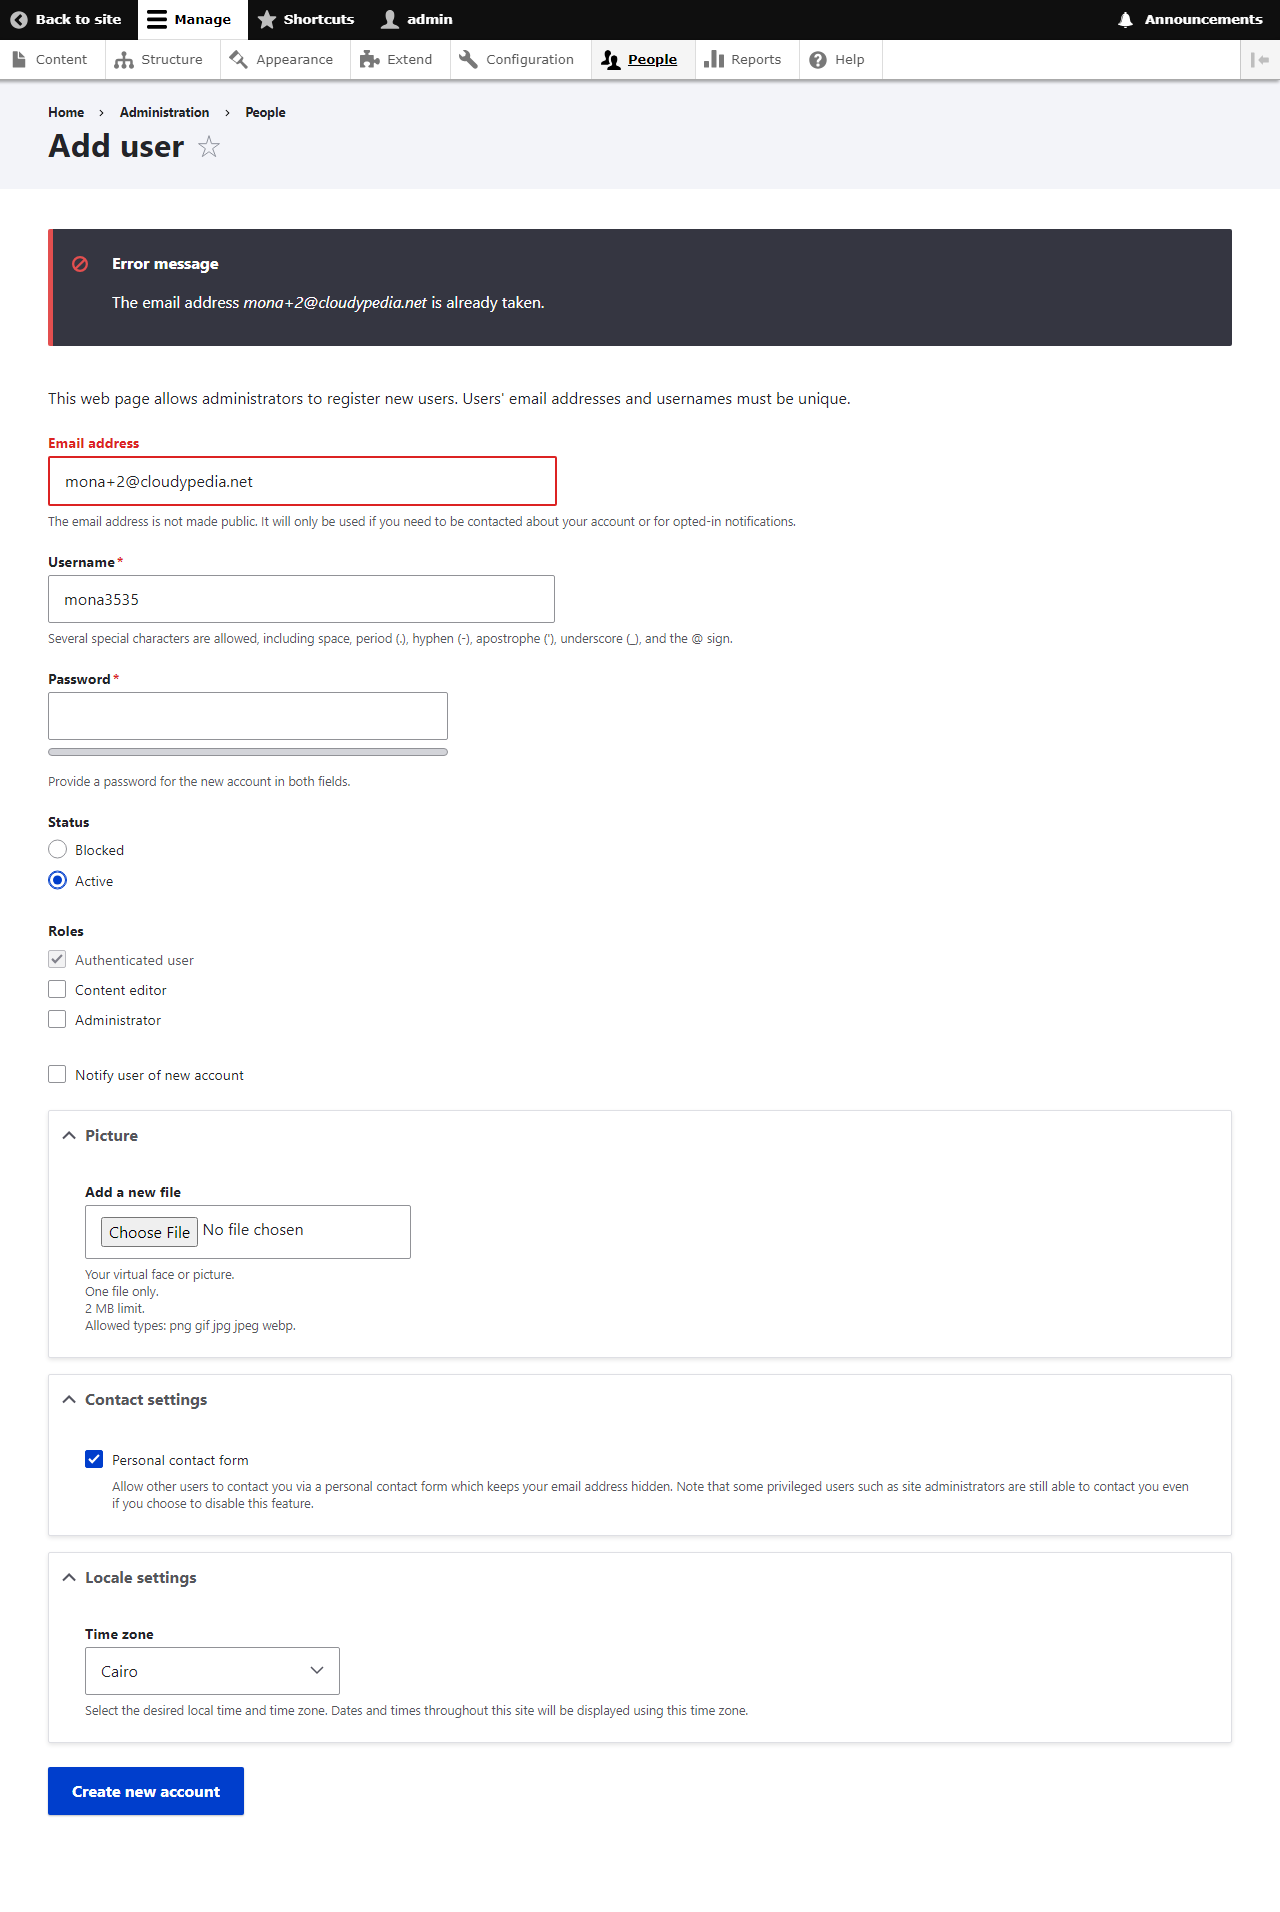 Back to site
Manage
Shortcuts
admin
Announcements
Content
Structure
Appearance
Extend
Configuration
People
Reports
Help
Home › Administration › People
Add user
Error message
The email address mona+2@cloudypedia.net is already taken.
This web page allows administrators to register new users. Users' email addresses and usernames must be unique.
Email address
mona+2@cloudypedia.net
The email address is not made public. It will only be used if you need to be contacted about your account or for opted-in notifications.
Username*
mona3535
Several special characters are allowed, including space, period (.), hyphen (-), apostrophe ('), underscore (_), and the @ sign.
Password*
Provide a password for the new account in both fields.
Status
Blocked
Active
Roles
Authenticated user
Content editor
Administrator
Notify user of new account
Picture
Add a new file
Choose File No file chosen
Your virtual face or picture.
One file only.
2 MB limit.
Allowed types: png gif jpg jpeg webp.
Contact settings
Personal contact form
Allow other users to contact you via a personal contact form which keeps your email address hidden. Note that some privileged users such as site administrators are still able to contact you even
if you choose to disable this feature.
Locale settings
Time zone
Cairo
Select the desired local time and time zone. Dates and times throughout this site will be displayed using this time zone.
Create new account